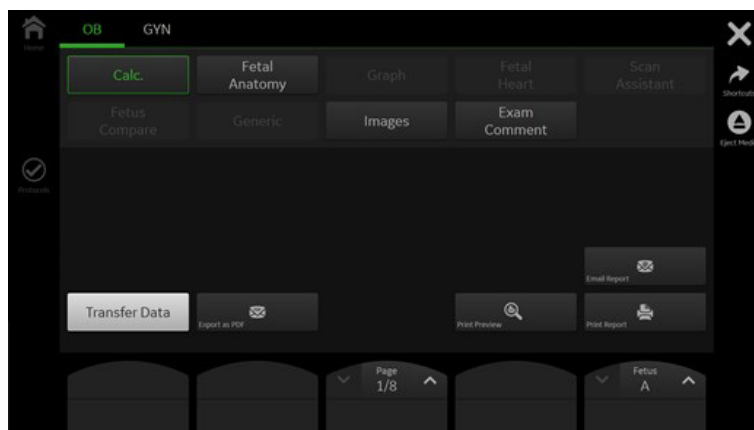 OB GYN
Home
Calc.
Fetal
Anatomy
Graph
Fetal
Heart
Scan
Assistant
Shortcuts
Fetus
Compare
Generic
Images
Exam
Comment
Eject Media
Protocols
Email Report
Transfer Data
Export as PDF
Print Preview
Print Report
Page
1/8
Fetus
A